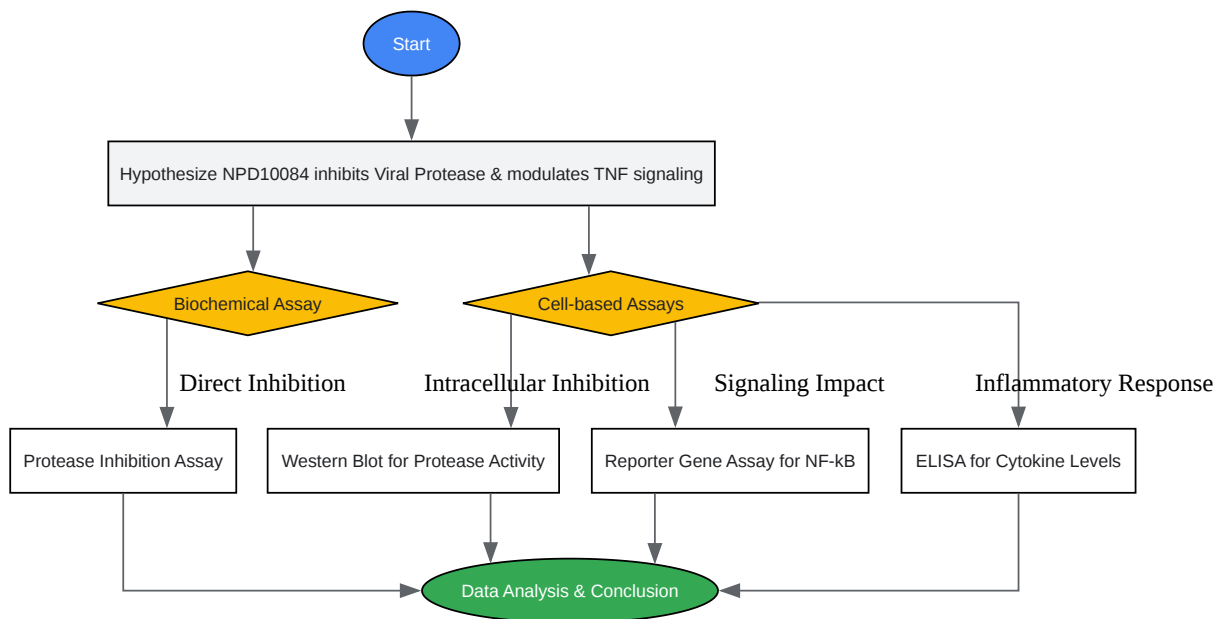 Start
Hypothesize NPD10084 inhibits Viral Protease & modulates TNF signaling
Biochemical Assay
Cell-based Assays
Direct Inhibition
Intracellular Inhibition
Signaling Impact
Inflammatory Response
Protease Inhibition Assay
Western Blot for Protease Activity
Reporter Gene Assay for NF-kB
ELISA for Cytokine Levels
Data Analysis & Conclusion